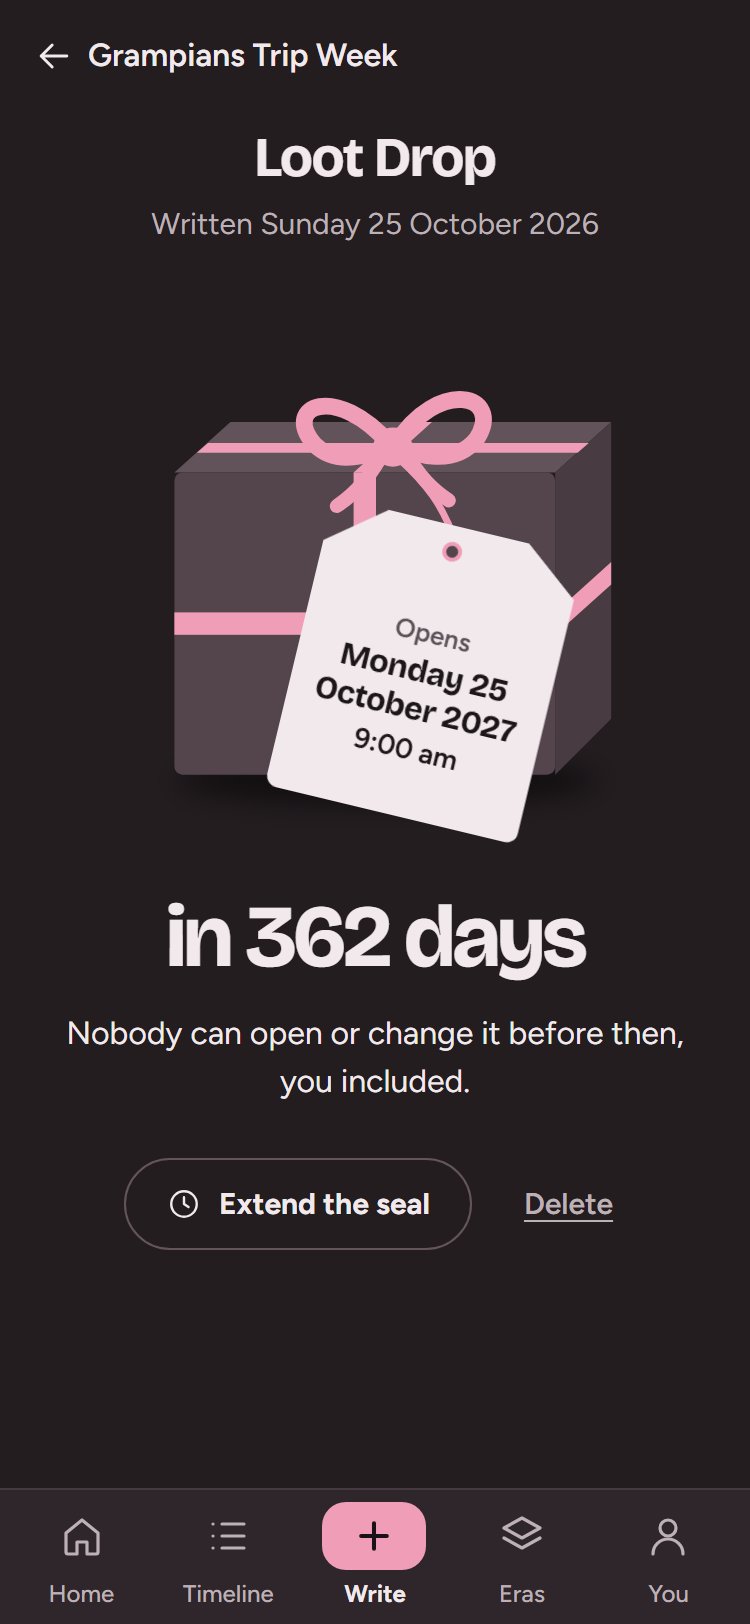 Grampians Trip Week
Loot Drop
Written Sunday 25 October 2026
Opens
Monday 25
October 2027
9:00 am
in 362 days
Nobody can open or change it before then,
you included.
Extend the seal
Delete
Home
Timeline
Write
Eras
You